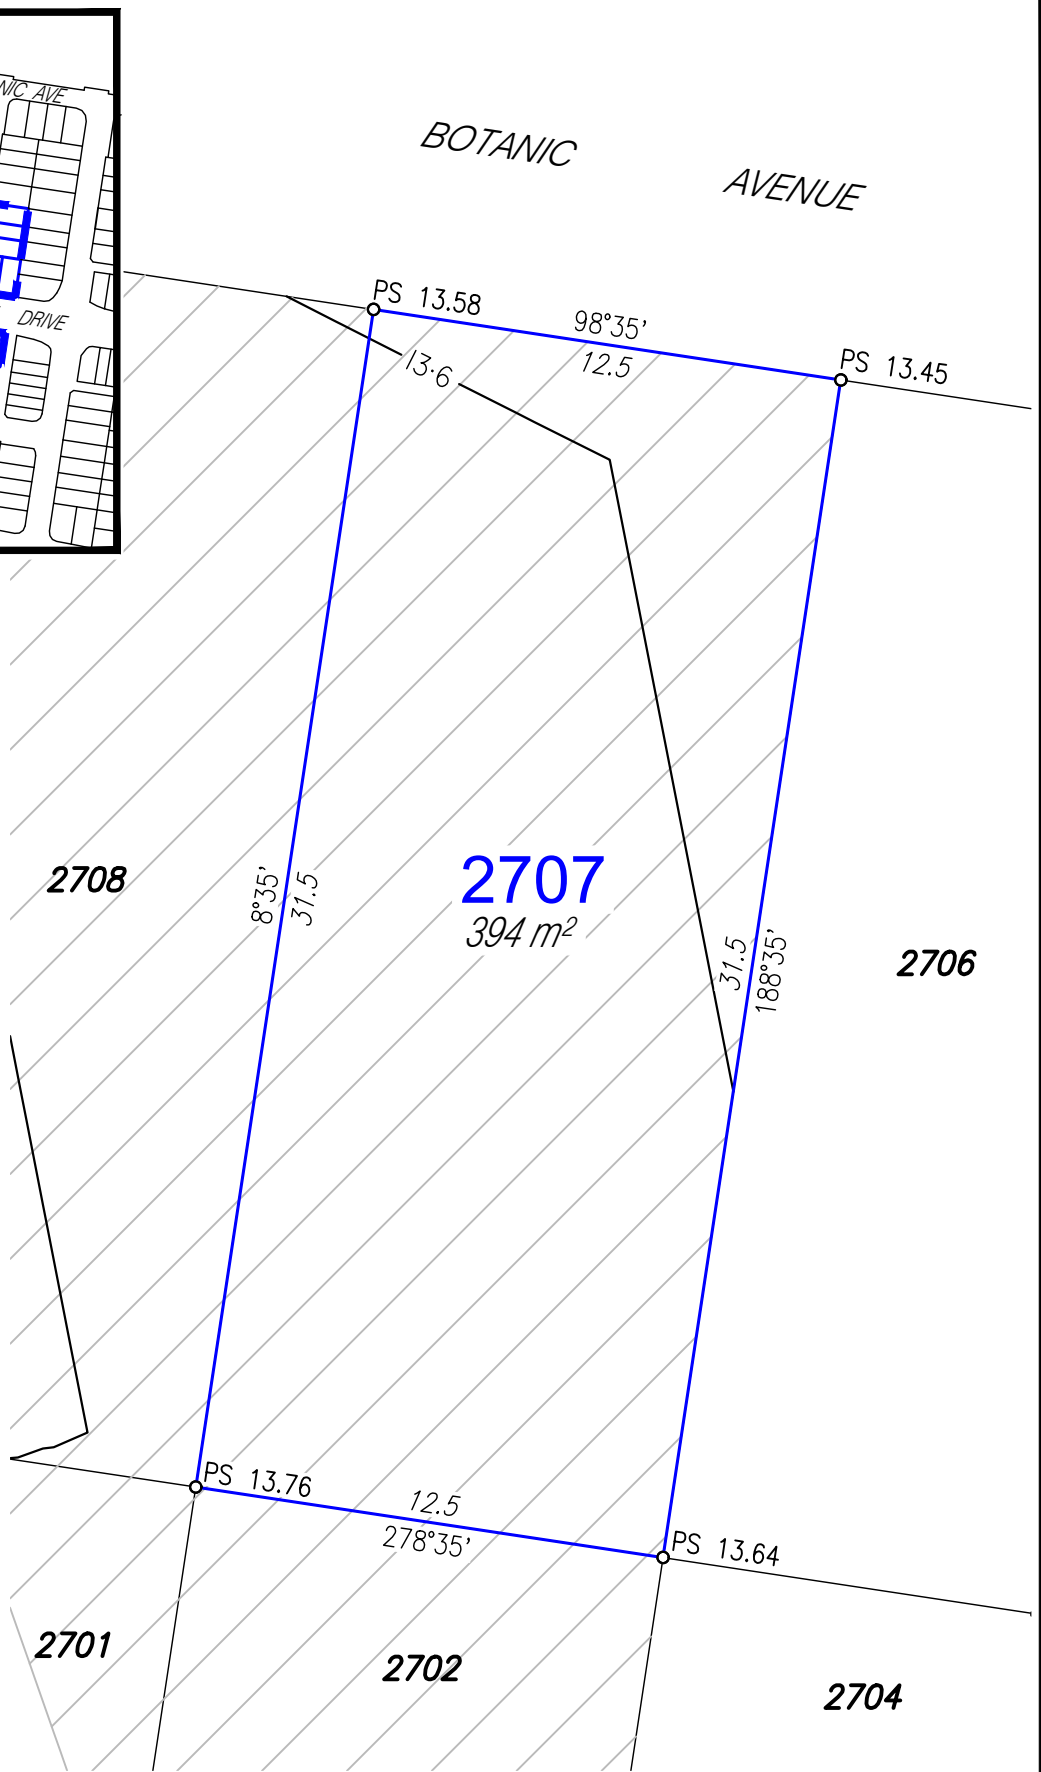 NIC AVE
DRIVE
BOTANIC AVENUE
PS 13.58
98°35'
12.5
PS 13.45
13·6
8°35'
31.5
2708
2707
394 m²
31.5
188°35'
2706
PS 13.76
12.5
278°35'
PS 13.64
2701
2702
2704